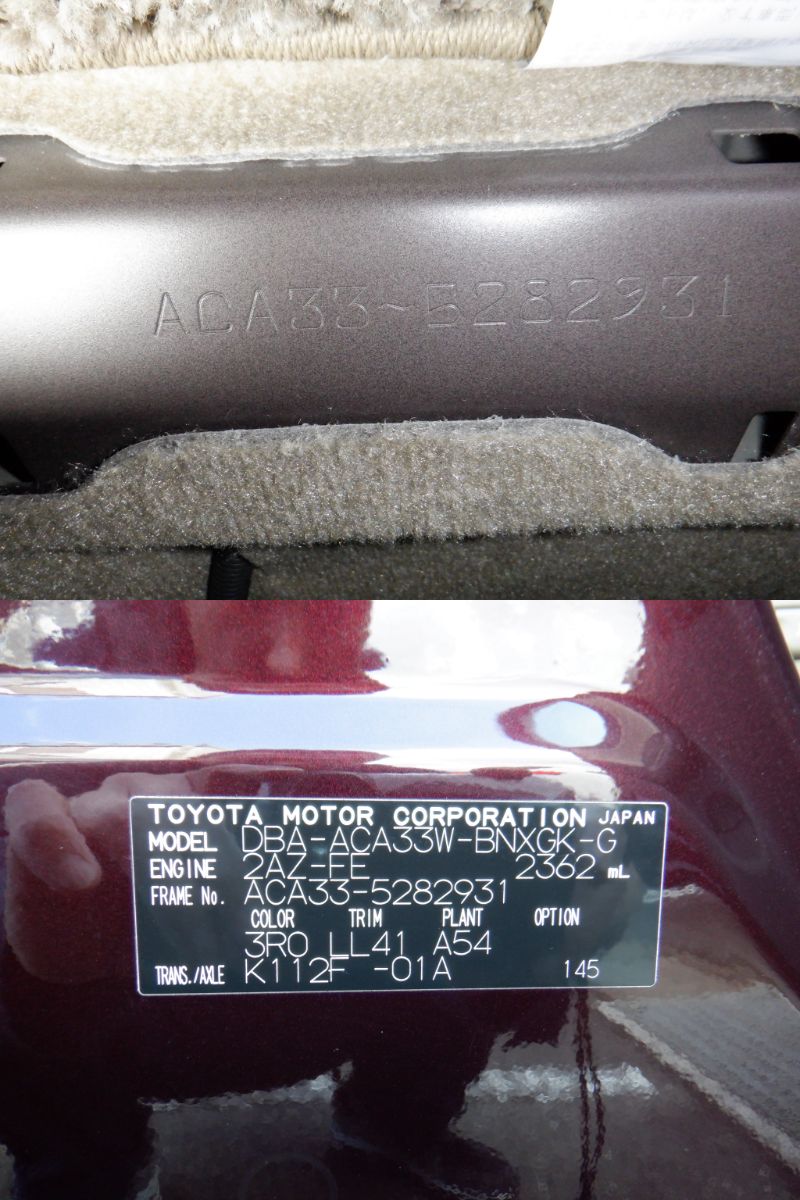 ACA33-5282931
TOYOTA MOTOR CORPORATION JAPAN
MODEL DBA-ACA33W-BNXGK-G
ENGINE 2AZ-FE 2362 mL
FRAME No. ACA33-5282931
COLOR TRIM PLANT OPTION
3R0 LL41 A54
TRANS./AXLE K112F -01A 145